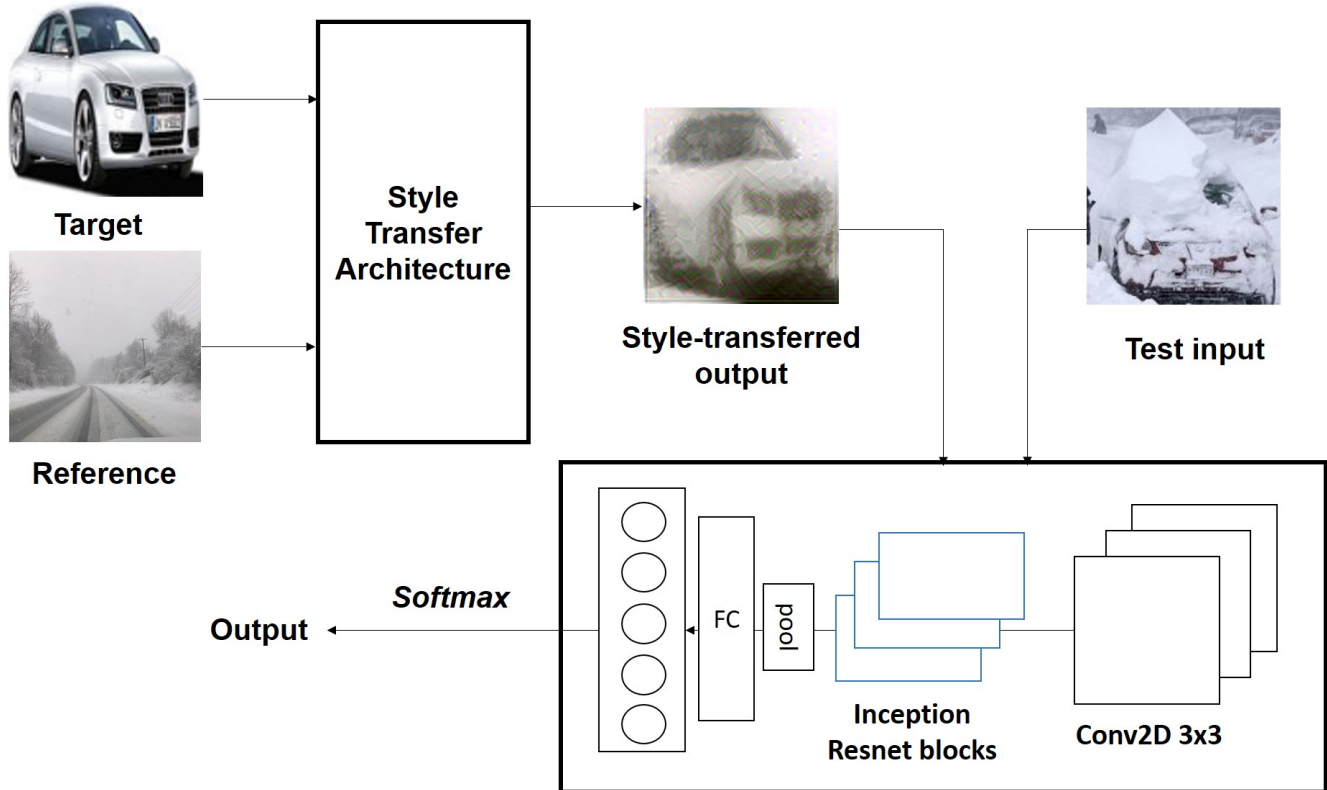 Target
Reference
Style
Transfer
Architecture
Style-transferred
output
Test input
Output
Softmax
FC
pool
Inception
Resnet blocks
Conv2D 3x3